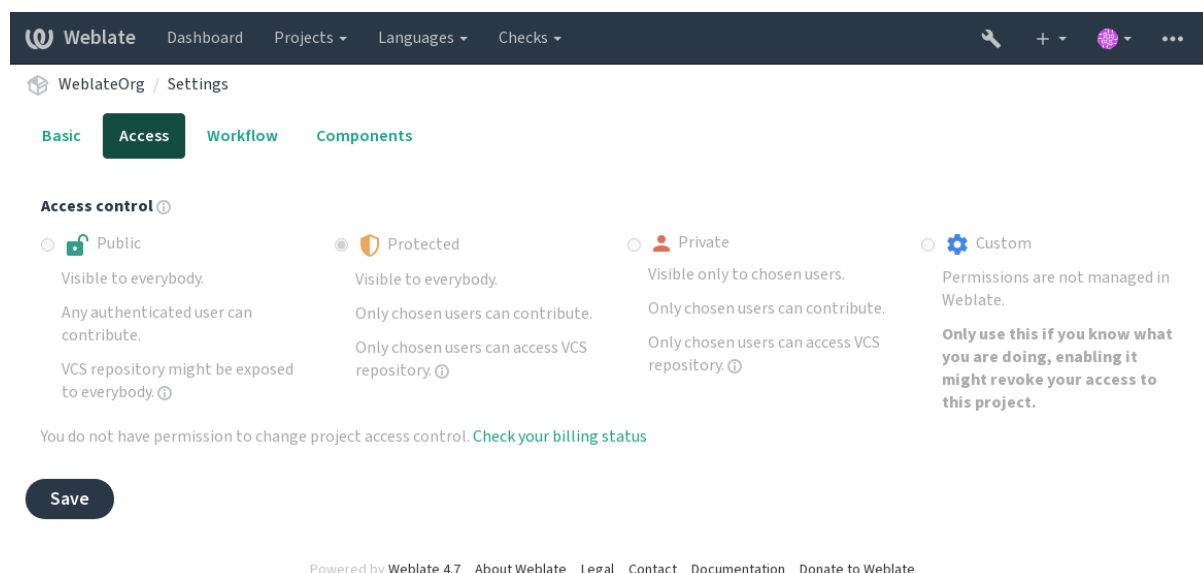 Weblate Dashboard Projects Languages Checks
WeblateOrg / Settings
Basic Access Workflow Components
Access control
Public
Visible to everybody.
Any authenticated user can
contribute.
VCS repository might be exposed
to everybody.
Protected
Visible to everybody.
Only chosen users can contribute.
Only chosen users can access VCS
repository.
Private
Visible only to chosen users.
Only chosen users can contribute.
Only chosen users can access VCS
repository.
Custom
Permissions are not managed in
Weblate.
Only use this if you know what
you are doing, enabling it
might revoke your access to
this project.
You do not have permission to change project access control. Check your billing status
Save
Powered by Weblate 4.7 About Weblate Legal Contact Documentation Donate to Weblate